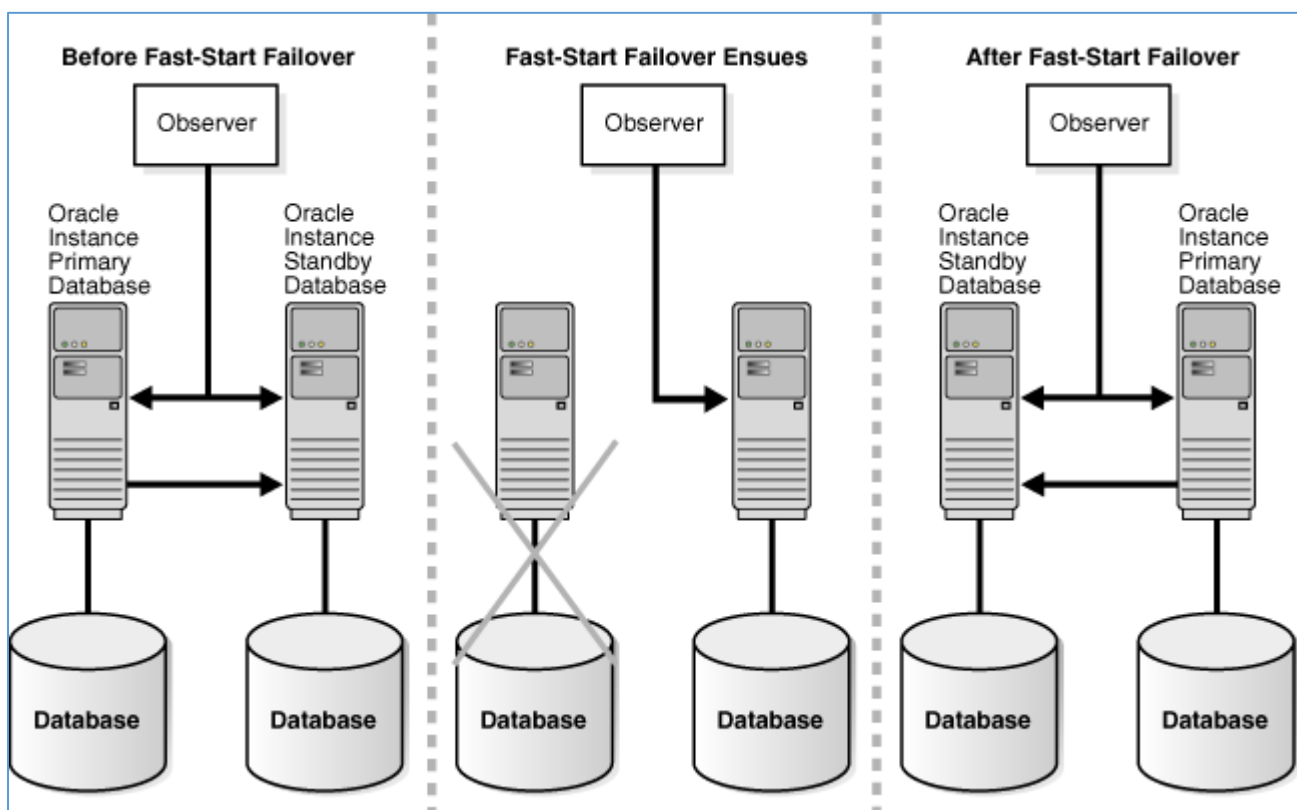 Before Fast-Start Failover
Observer
Oracle
Instance
Primary
Database
Oracle
Instance
Standby
Database
Database
Database
Fast-Start Failover Ensues
Observer
Database
Database
After Fast-Start Failover
Observer
Oracle
Instance
Standby
Database
Oracle
Instance
Primary
Database
Database
Database